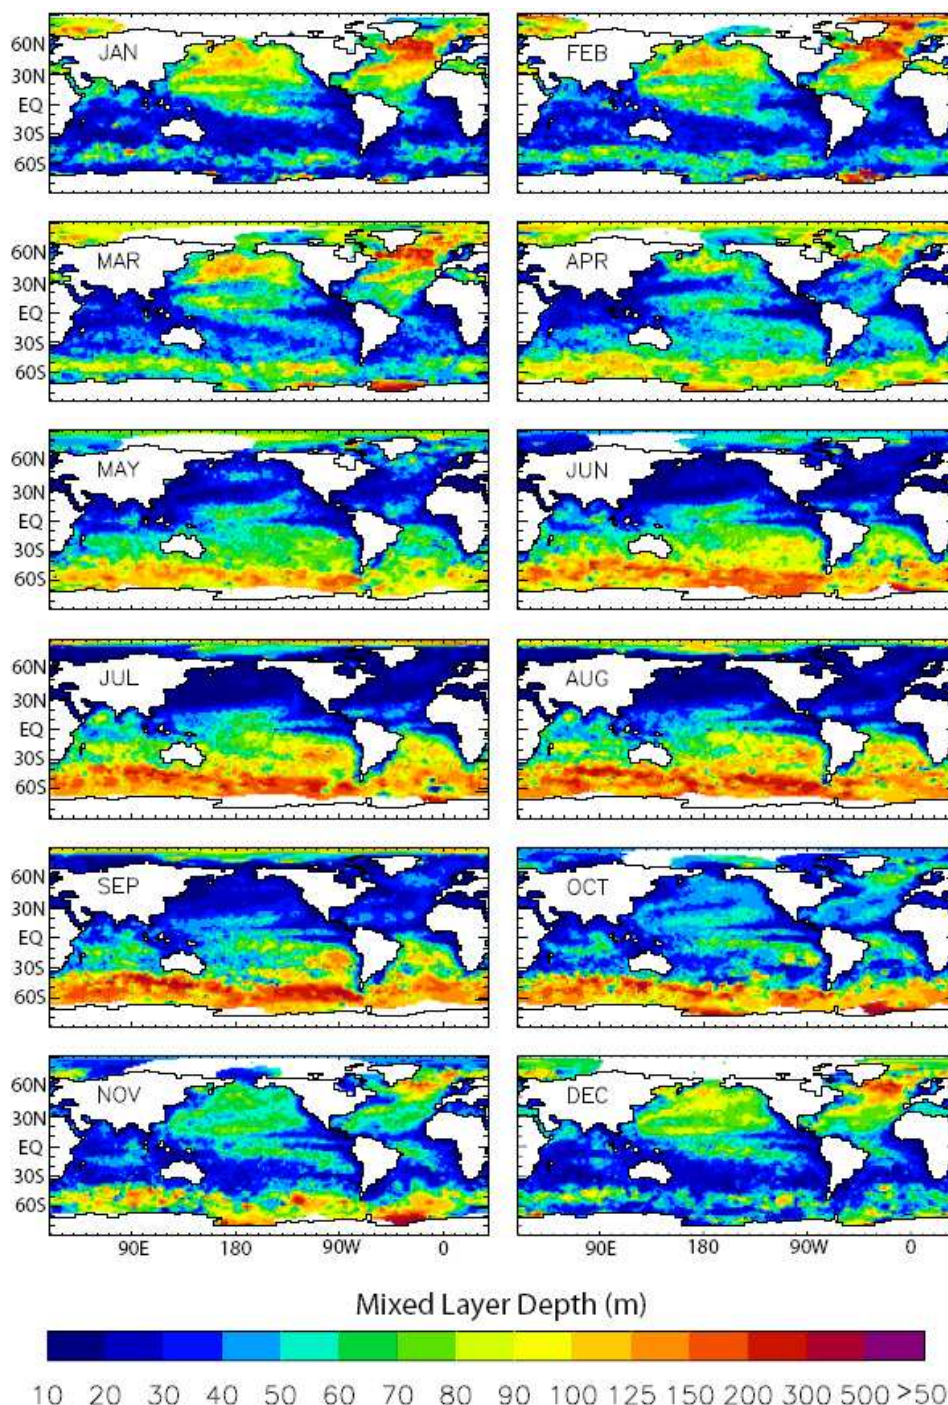 JAN FEB
60N
30N
EQ
30S
60S
MAR APR
60N
30N
EQ
30S
60S
MAY JUN
60N
30N
EQ
30S
60S
JUL AUG
60N
30N
EQ
30S
60S
SEP OCT
60N
30N
EQ
30S
60S
NOV DEC
60N
30N
EQ
30S
60S
90E 180 90W 0 90E 180 90W 0
Mixed Layer Depth (m)
10 20 30 40 50 60 70 80 90 100 125 150 200 300 500 >50